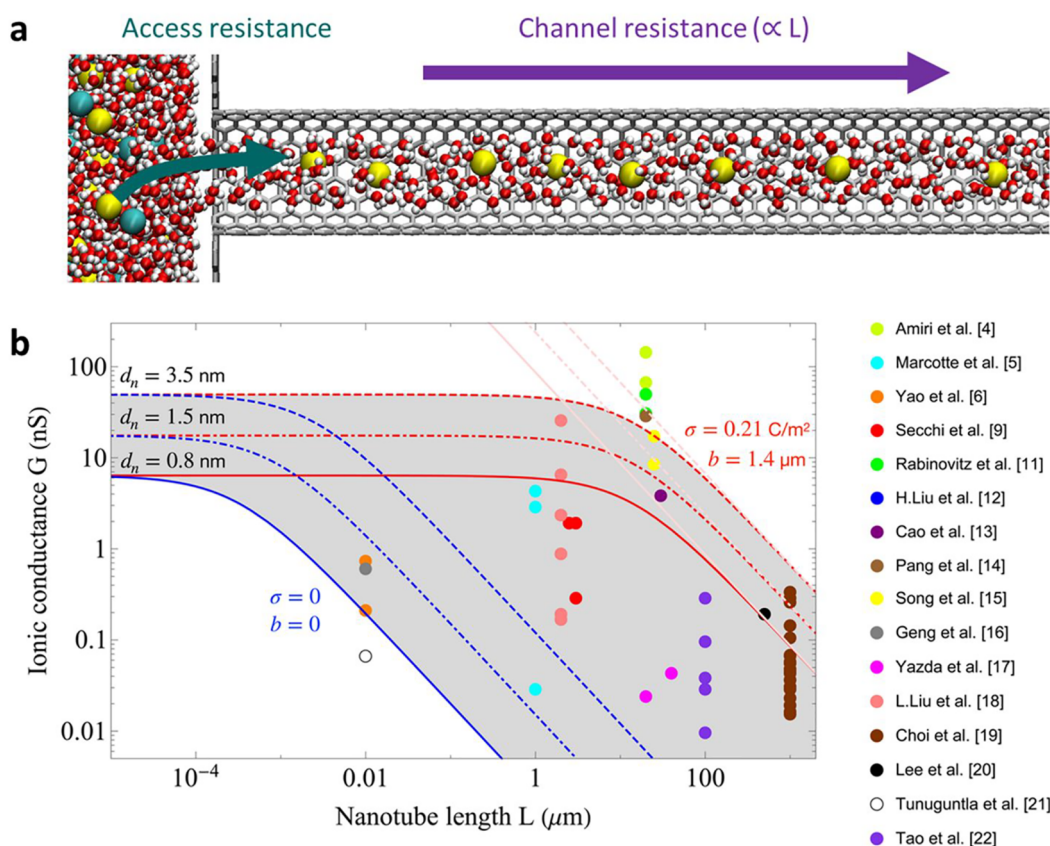 a
Access resistance
Channel resistance (∝ L)
b
Ionic conductance G (nS)
100
10
1
0.1
0.01
dₙ = 3.5 nm
dₙ = 1.5 nm
dₙ = 0.8 nm
σ = 0.21 C/m²
b = 1.4 μm
σ = 0
b = 0
10⁻⁴
0.01
1
100
Nanotube length L (μm)
Amiri et al. [4]
Marcotte et al. [5]
Yao et al. [6]
Secchi et al. [9]
Rabinovitz et al. [11]
H.Liu et al. [12]
Cao et al. [13]
Pang et al. [14]
Song et al. [15]
Geng et al. [16]
Yazda et al. [17]
L.Liu et al. [18]
Choi et al. [19]
Lee et al. [20]
Tunuguntla et al. [21]
Tao et al. [22]